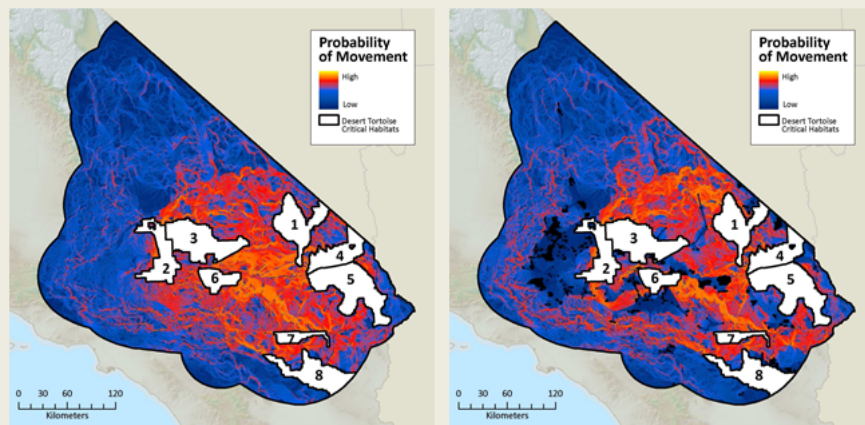 Probability
of Movement
High
Low
Desert Tortoise
Critical Habitats
1
3
4
2
6
5
7
8
0 30 60 120
Kilometers
Probability
of Movement
High
Low
Desert Tortoise
Critical Habitats
1
3
4
2
6
5
7
8
0 30 60 120
Kilometers